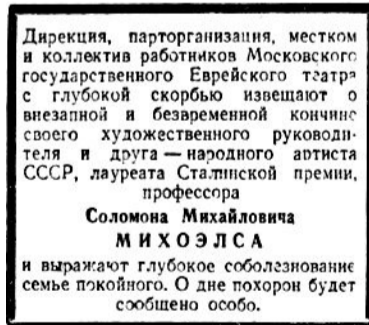 Дирекция, парторганизация, местком
и коллектив работников Московского
государственного Еврейского театра
с глубокой скорбью извещают о
внезапной и безвременной кончине
своего художественного руководи-
теля и друга — народного артиста
СССР, лауреата Сталинской премии,
профессора
Соломона Михайловича
МИХОЭЛСА
и выражают глубокое соболезнование
семье покойного. О дне похорон будет
сообщено особо.